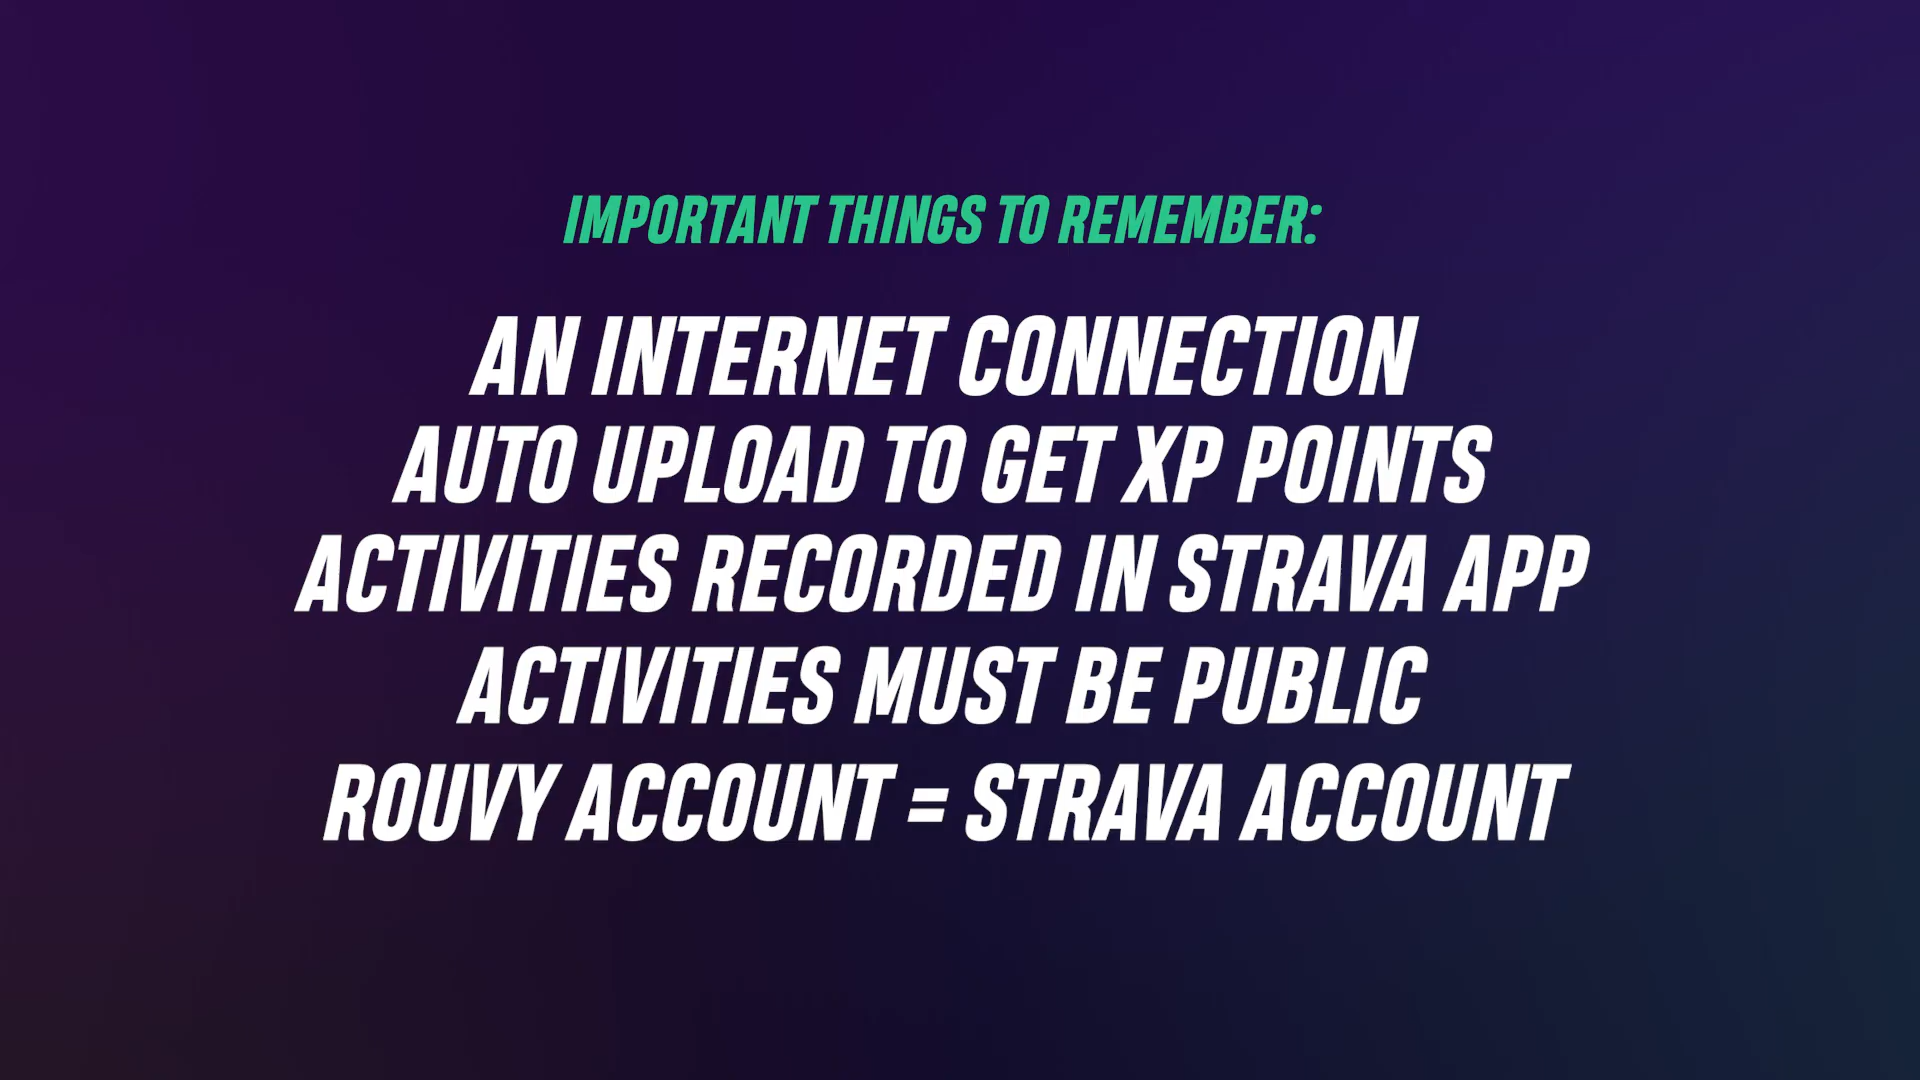 IMPORTANT THINGS TO REMEMBER:
AN INTERNET CONNECTION
AUTO UPLOAD TO GET XP POINTS
ACTIVITIES RECORDED IN STRAVA APP
ACTIVITIES MUST BE PUBLIC
ROUVY ACCOUNT = STRAVA ACCOUNT